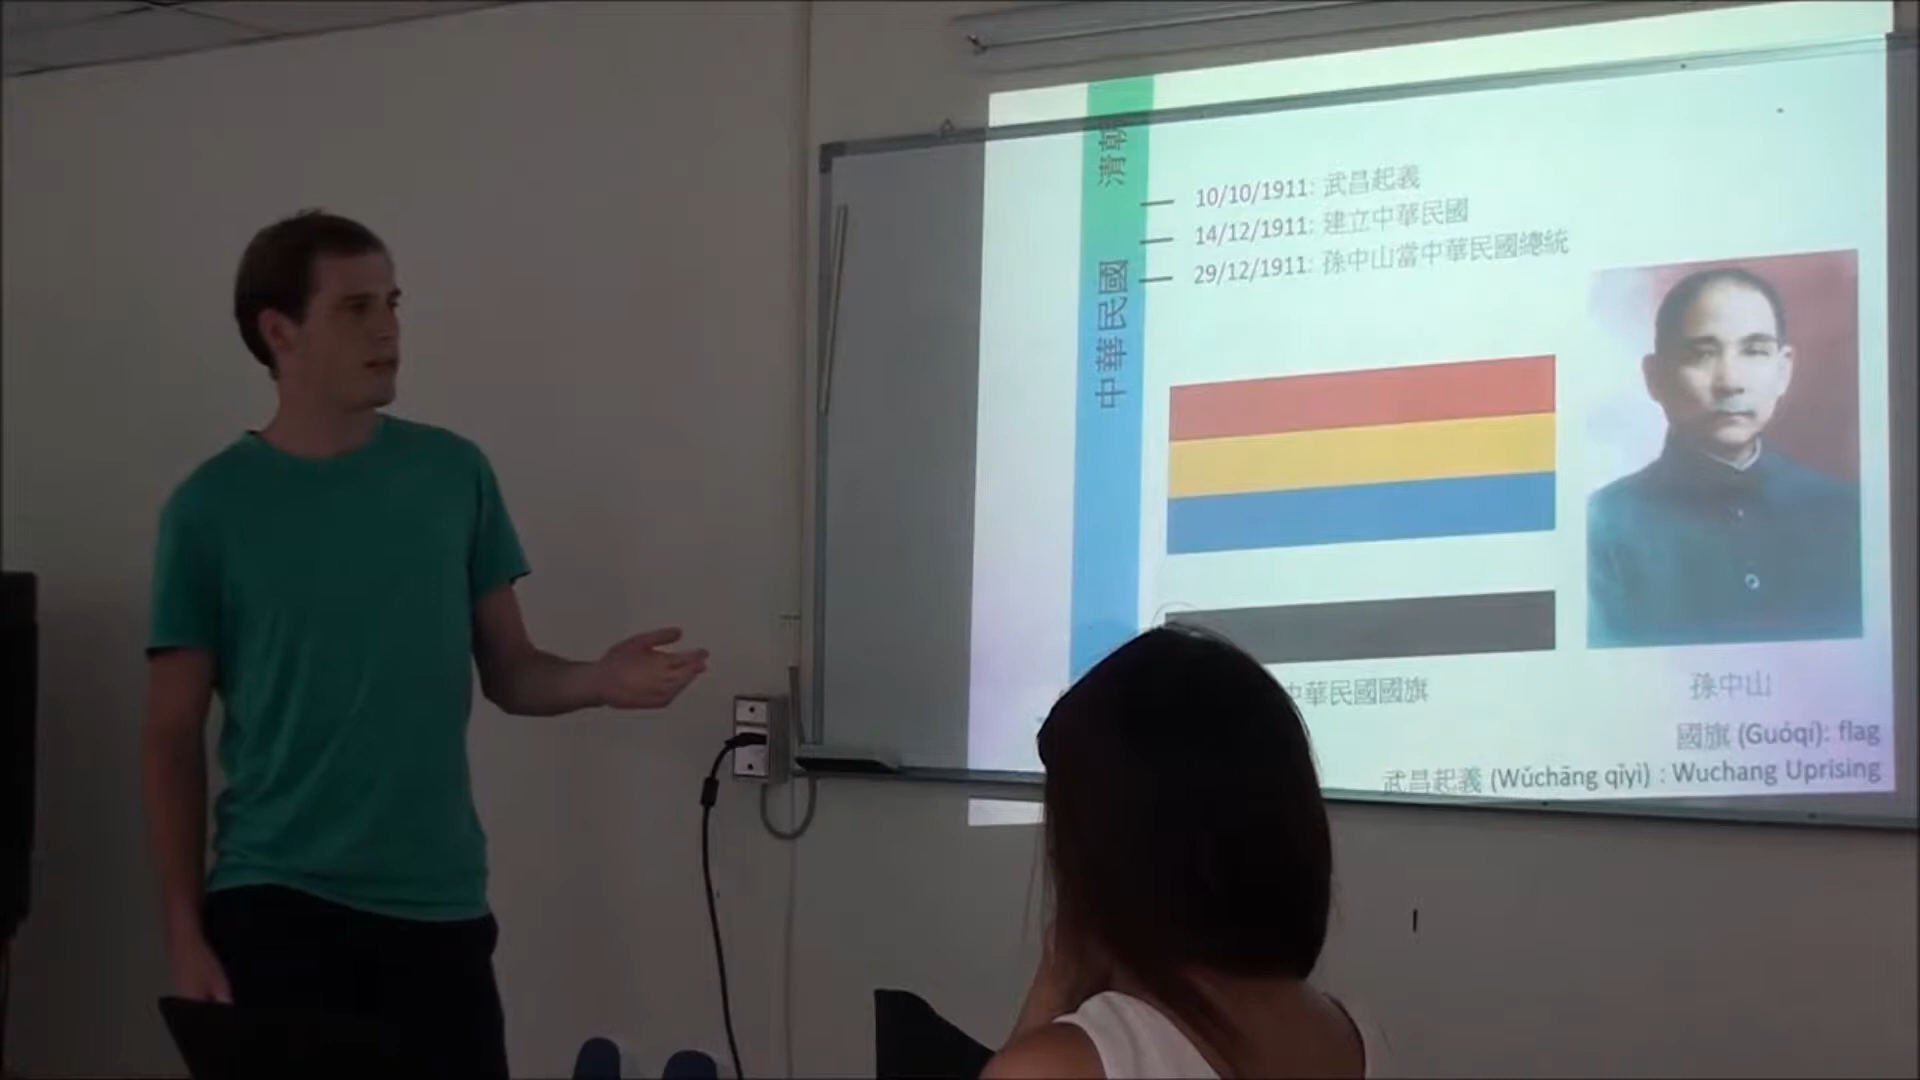 清朝
10/10/1911: 武昌起義
14/12/1911: 建立中華民國
29/12/1911: 孫中山當中華民國總統
中華民國
中華民國國旗
孫中山
國旗 (Guóqí): flag
武昌起義 (Wǔchāng qǐyì) : Wuchang Uprising